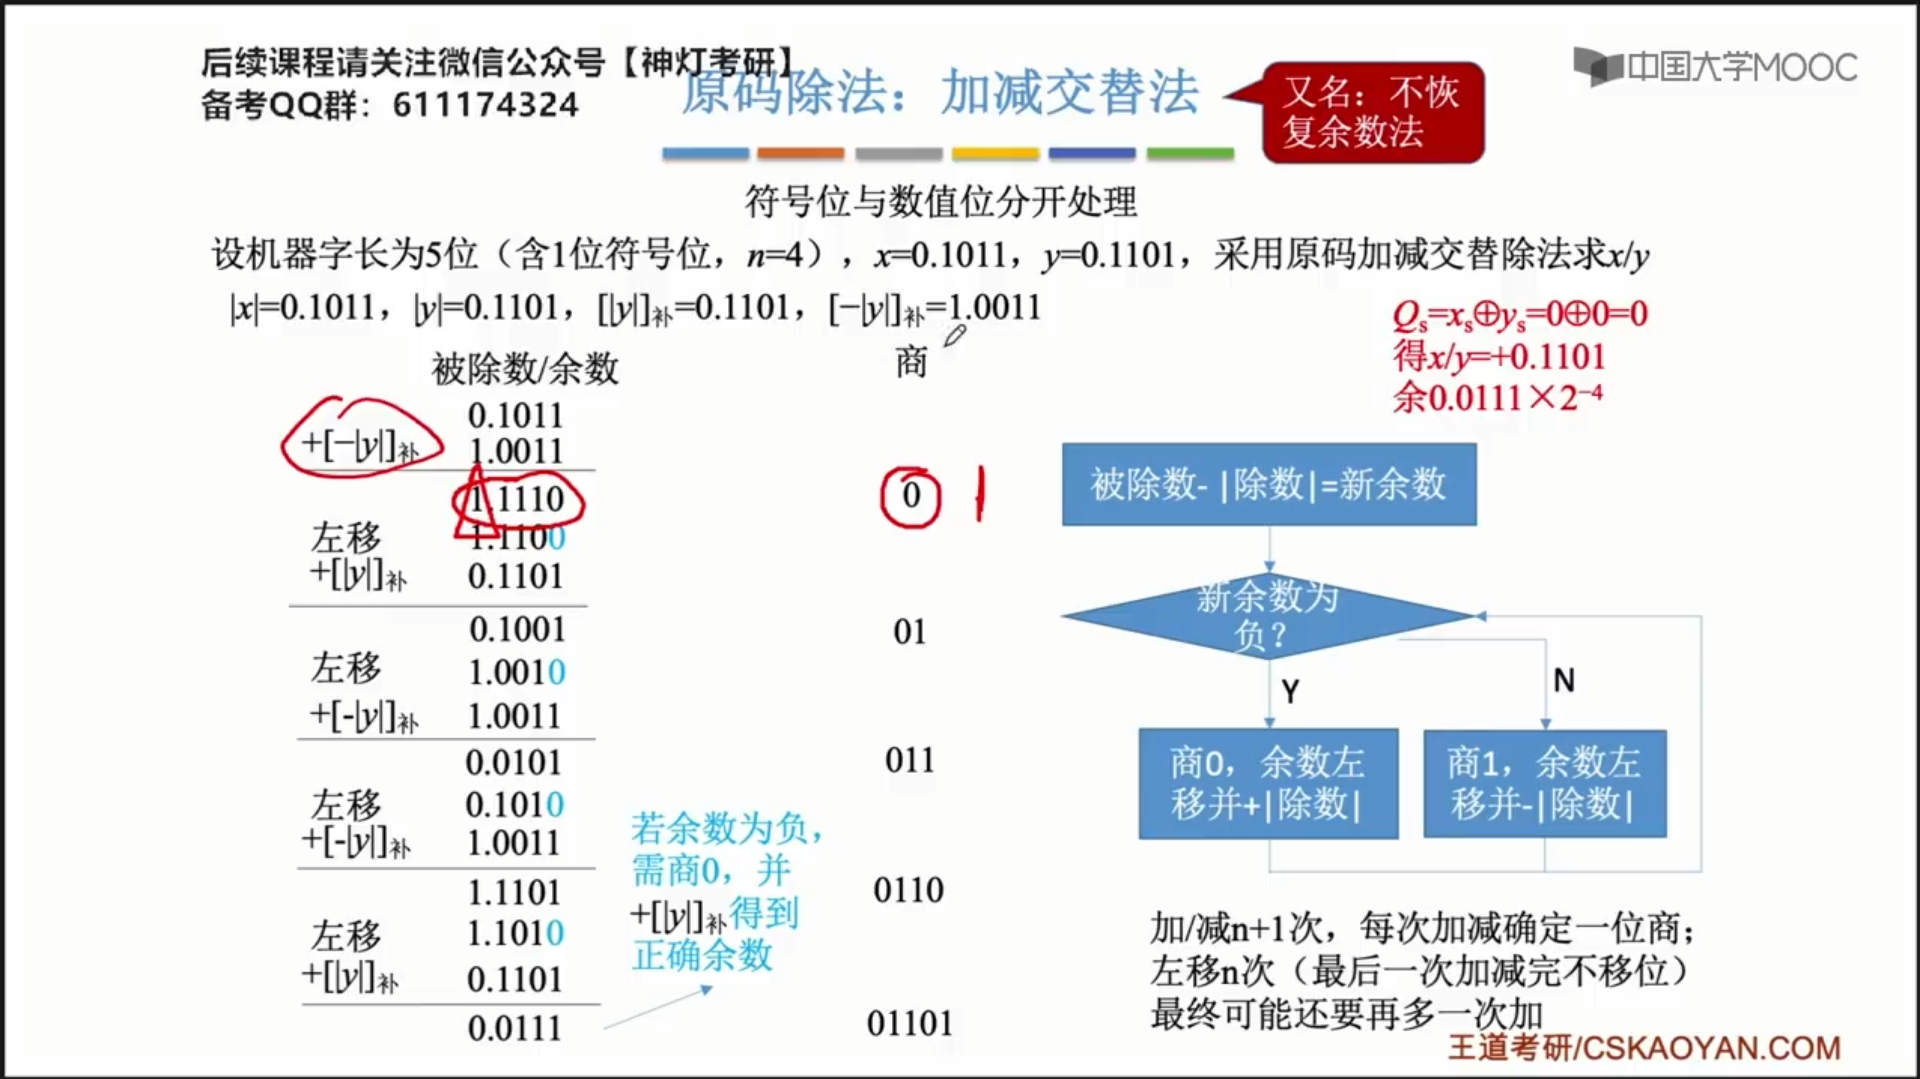 后续课程请关注微信公众号【神灯考研】
备考QQ群：611174324
中国大学MOOC
原码除法：加减交替法
又名：不恢
复余数法
符号位与数值位分开处理
设机器字长为5位（含1位符号位，n=4），x=0.1011，y=0.1101，采用原码加减交替除法求x/y
|x|=0.1011，|y|=0.1101，[|y|]补=0.1101，[−|y|]补=1.0011
Qs=xs⊕ys=0⊕0=0
得x/y=+0.1101
余0.0111×2⁻⁴
被除数/余数 商
0.1011
+[−|y|]补 1.0011
1.1110 0 1
左移 1.1100
+[|y|]补 0.1101
0.1001 01
左移 1.0010
+[-|y|]补 1.0011
0.0101 011
左移 0.1010
+[-|y|]补 1.0011
1.1101 0110
左移 1.1010
+[|y|]补 0.1101
0.0111 01101
若余数为负，
需商0，并
+[|y|]补得到
正确余数
被除数- |除数|=新余数
新余数为
负？
Y
N
商0，余数左
移并+|除数|
商1，余数左
移并-|除数|
加/减n+1次，每次加减确定一位商；
左移n次（最后一次加减完不移位）
最终可能还要再多一次加
王道考研/CSKAOYAN.COM